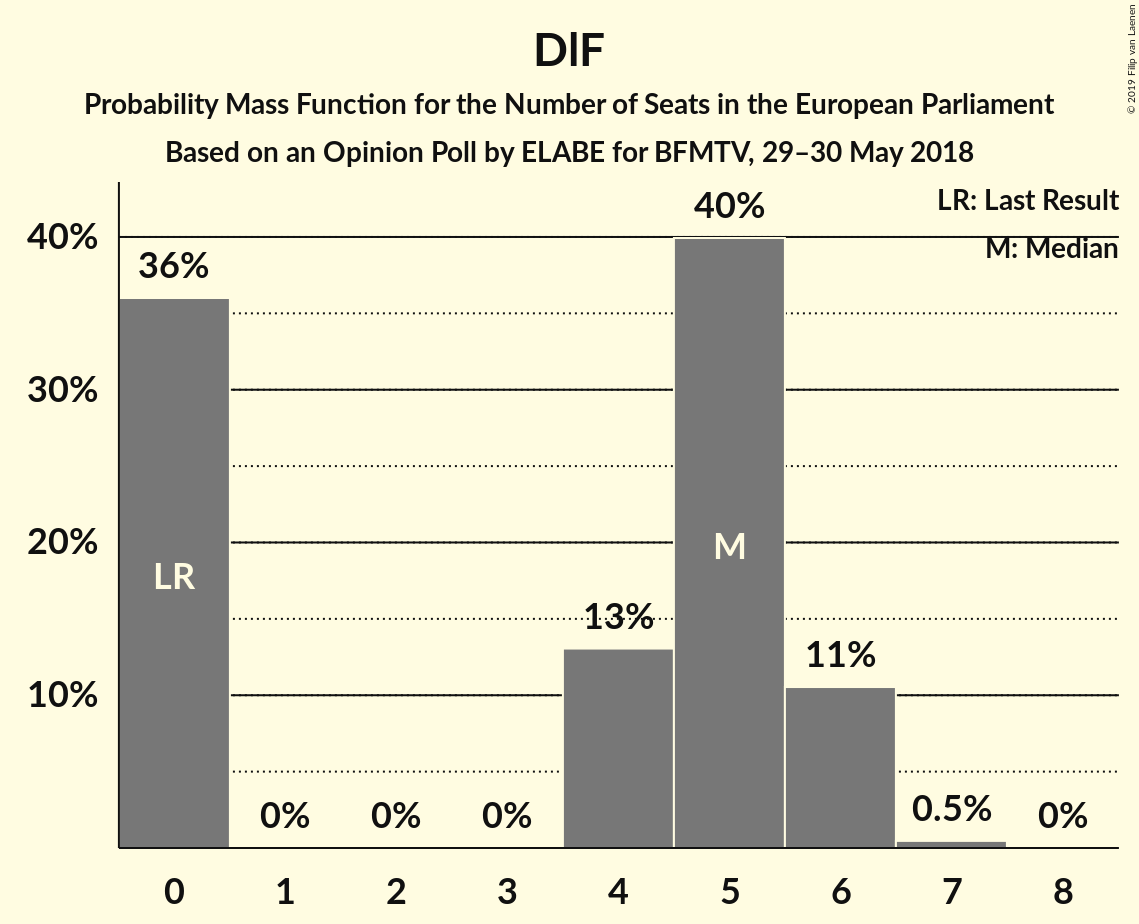 DlF
Probability Mass Function for the Number of Seats in the European Parliament
Based on an Opinion Poll by ELABE for BFMTV, 29–30 May 2018
© 2019 Filip van Laenen
LR: Last Result
M: Median
40%
30%
20%
10%
36%
0%
0%
0%
13%
40%
11%
0.5%
0%
LR
M
0 1 2 3 4 5 6 7 8